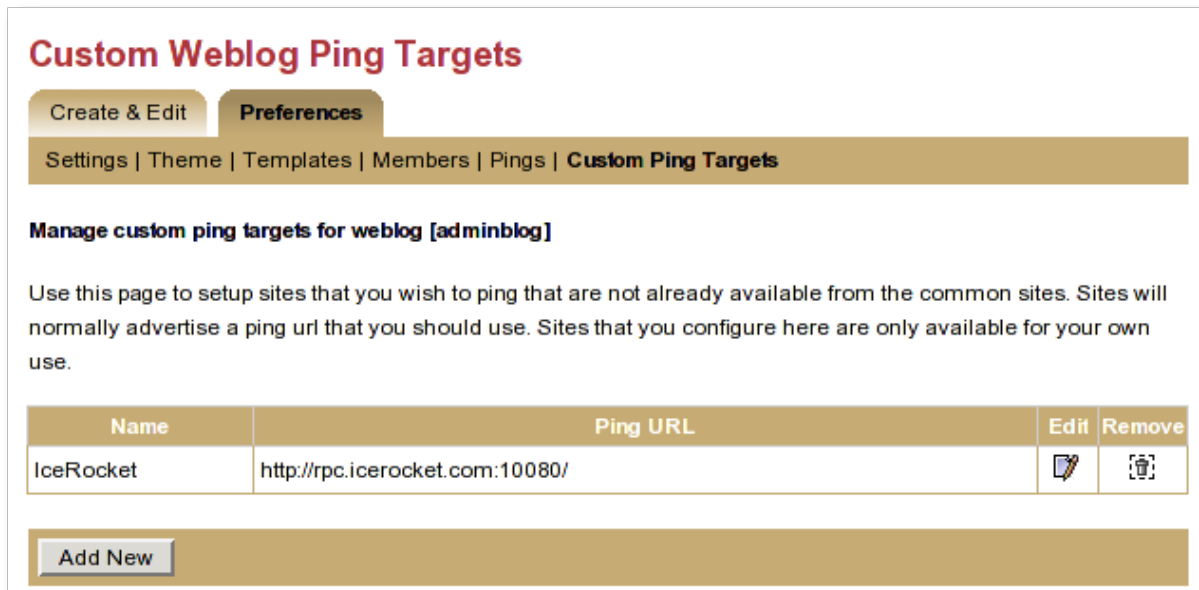 Custom Weblog Ping Targets
Create & Edit Preferences
Settings | Theme | Templates | Members | Pings | Custom Ping Targets
Manage custom ping targets for weblog [adminblog]
Use this page to setup sites that you wish to ping that are not already available from the common sites. Sites will
normally advertise a ping url that you should use. Sites that you configure here are only available for your own
use.
Name Ping URL Edit Remove
IceRocket http://rpc.icerocket.com:10080/
Add New